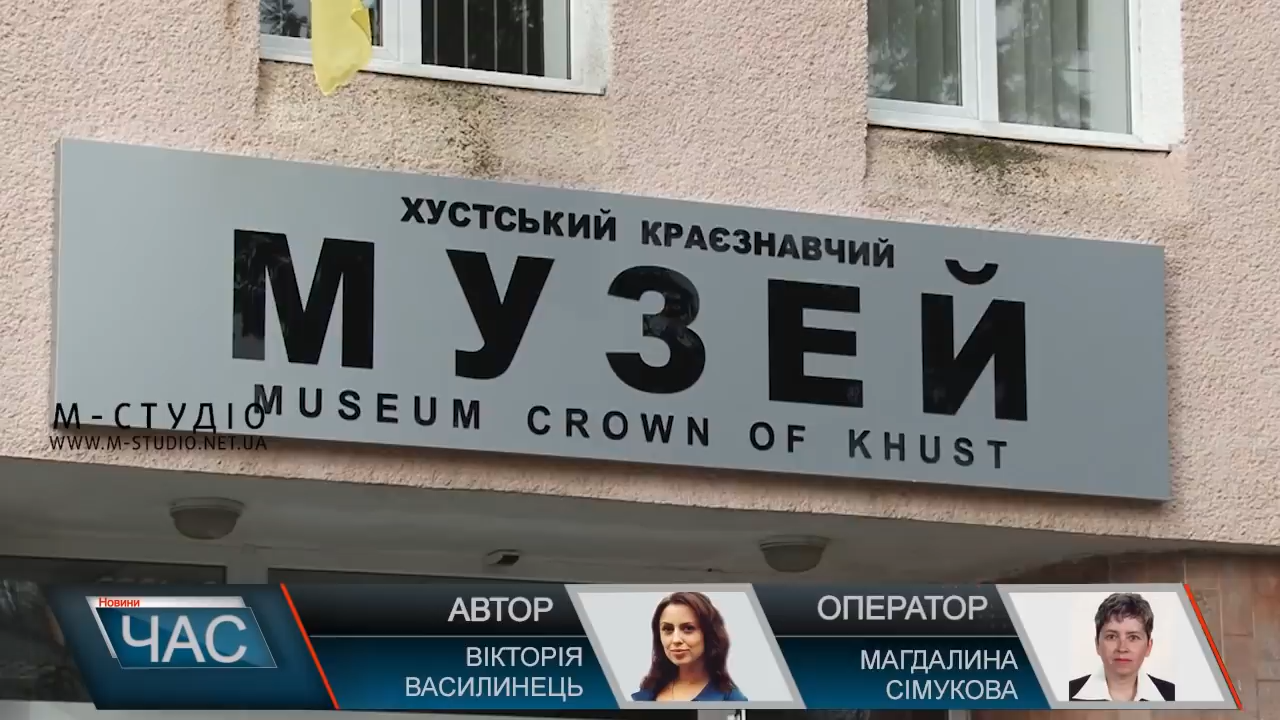 ХУСТСЬКИЙ КРАЄЗНАВЧИЙ
МУЗЕЙ
MUSEUM CROWN OF KHUST
М-СТУДІО
WWW.M-STUDIO.NET.UA
Новини
ЧАС
АВТОР
ВІКТОРІЯ
ВАСИЛИНЕЦЬ
ОПЕРАТОР
МАГДАЛИНА
СІМУКОВА